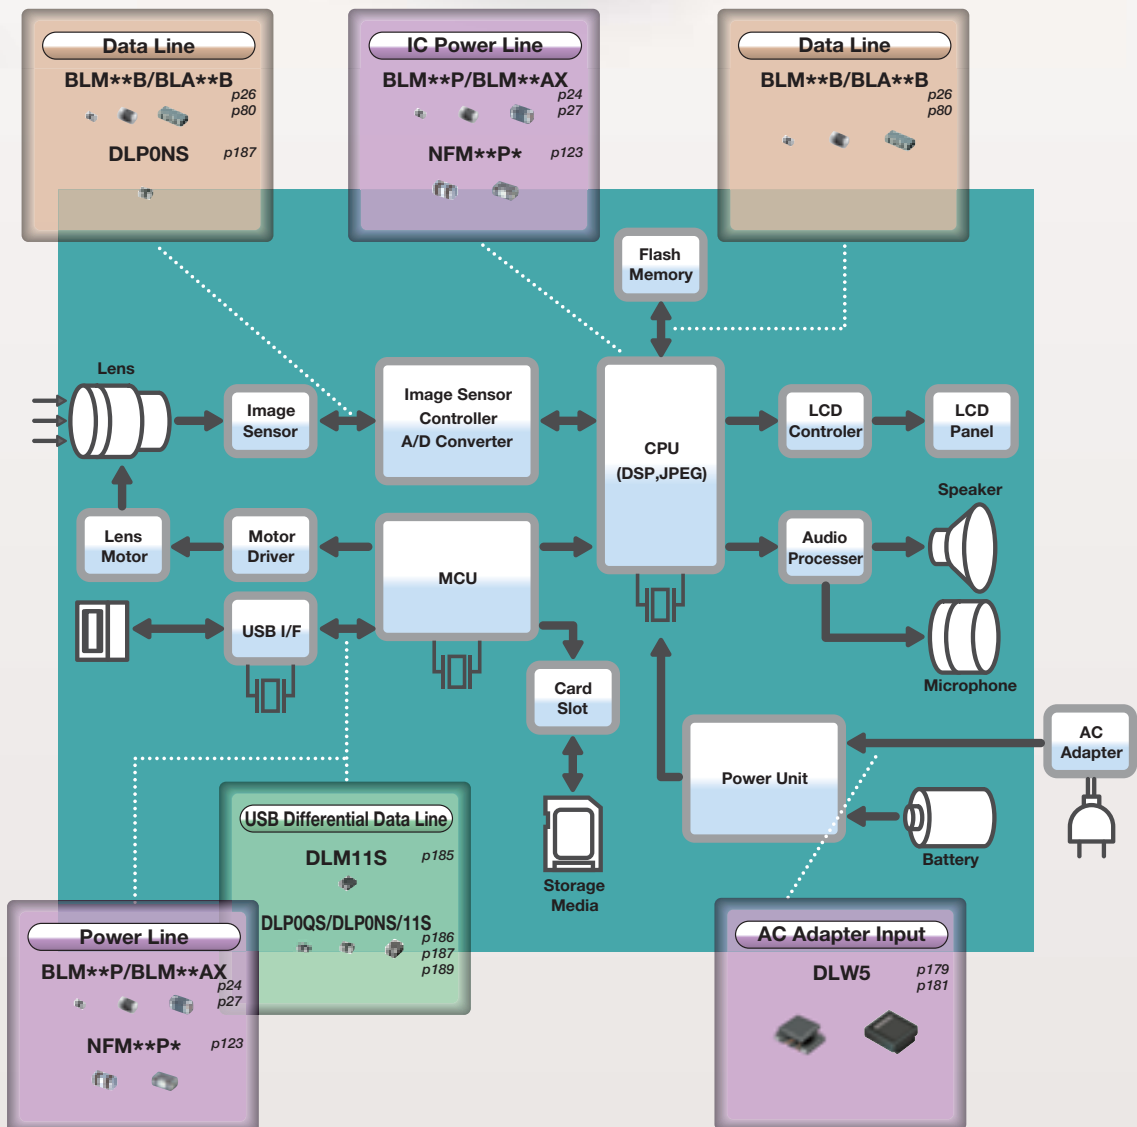 Data Line
BLM**B/BLA**B
p26
p80
DLP0NS
p187
IC Power Line
BLM**P/BLM**AX
p24
p27
NFM**P*
p123
Data Line
BLM**B/BLA**B
p26
p80
Flash
Memory
Lens
Image
Sensor
Image Sensor
Controller
A/D Converter
CPU
(DSP,JPEG)
LCD
Controler
LCD
Panel
Speaker
Lens
Motor
Motor
Driver
MCU
Audio
Processer
USB I/F
Microphone
Card
Slot
Power Unit
AC
Adapter
Battery
Storage
Media
USB Differential Data Line
DLM11S
p185
DLP0QS/DLP0NS/11S
p186
p187
p189
Power Line
BLM**P/BLM**AX
p24
p27
NFM**P*
p123
AC Adapter Input
DLW5
p179
p181